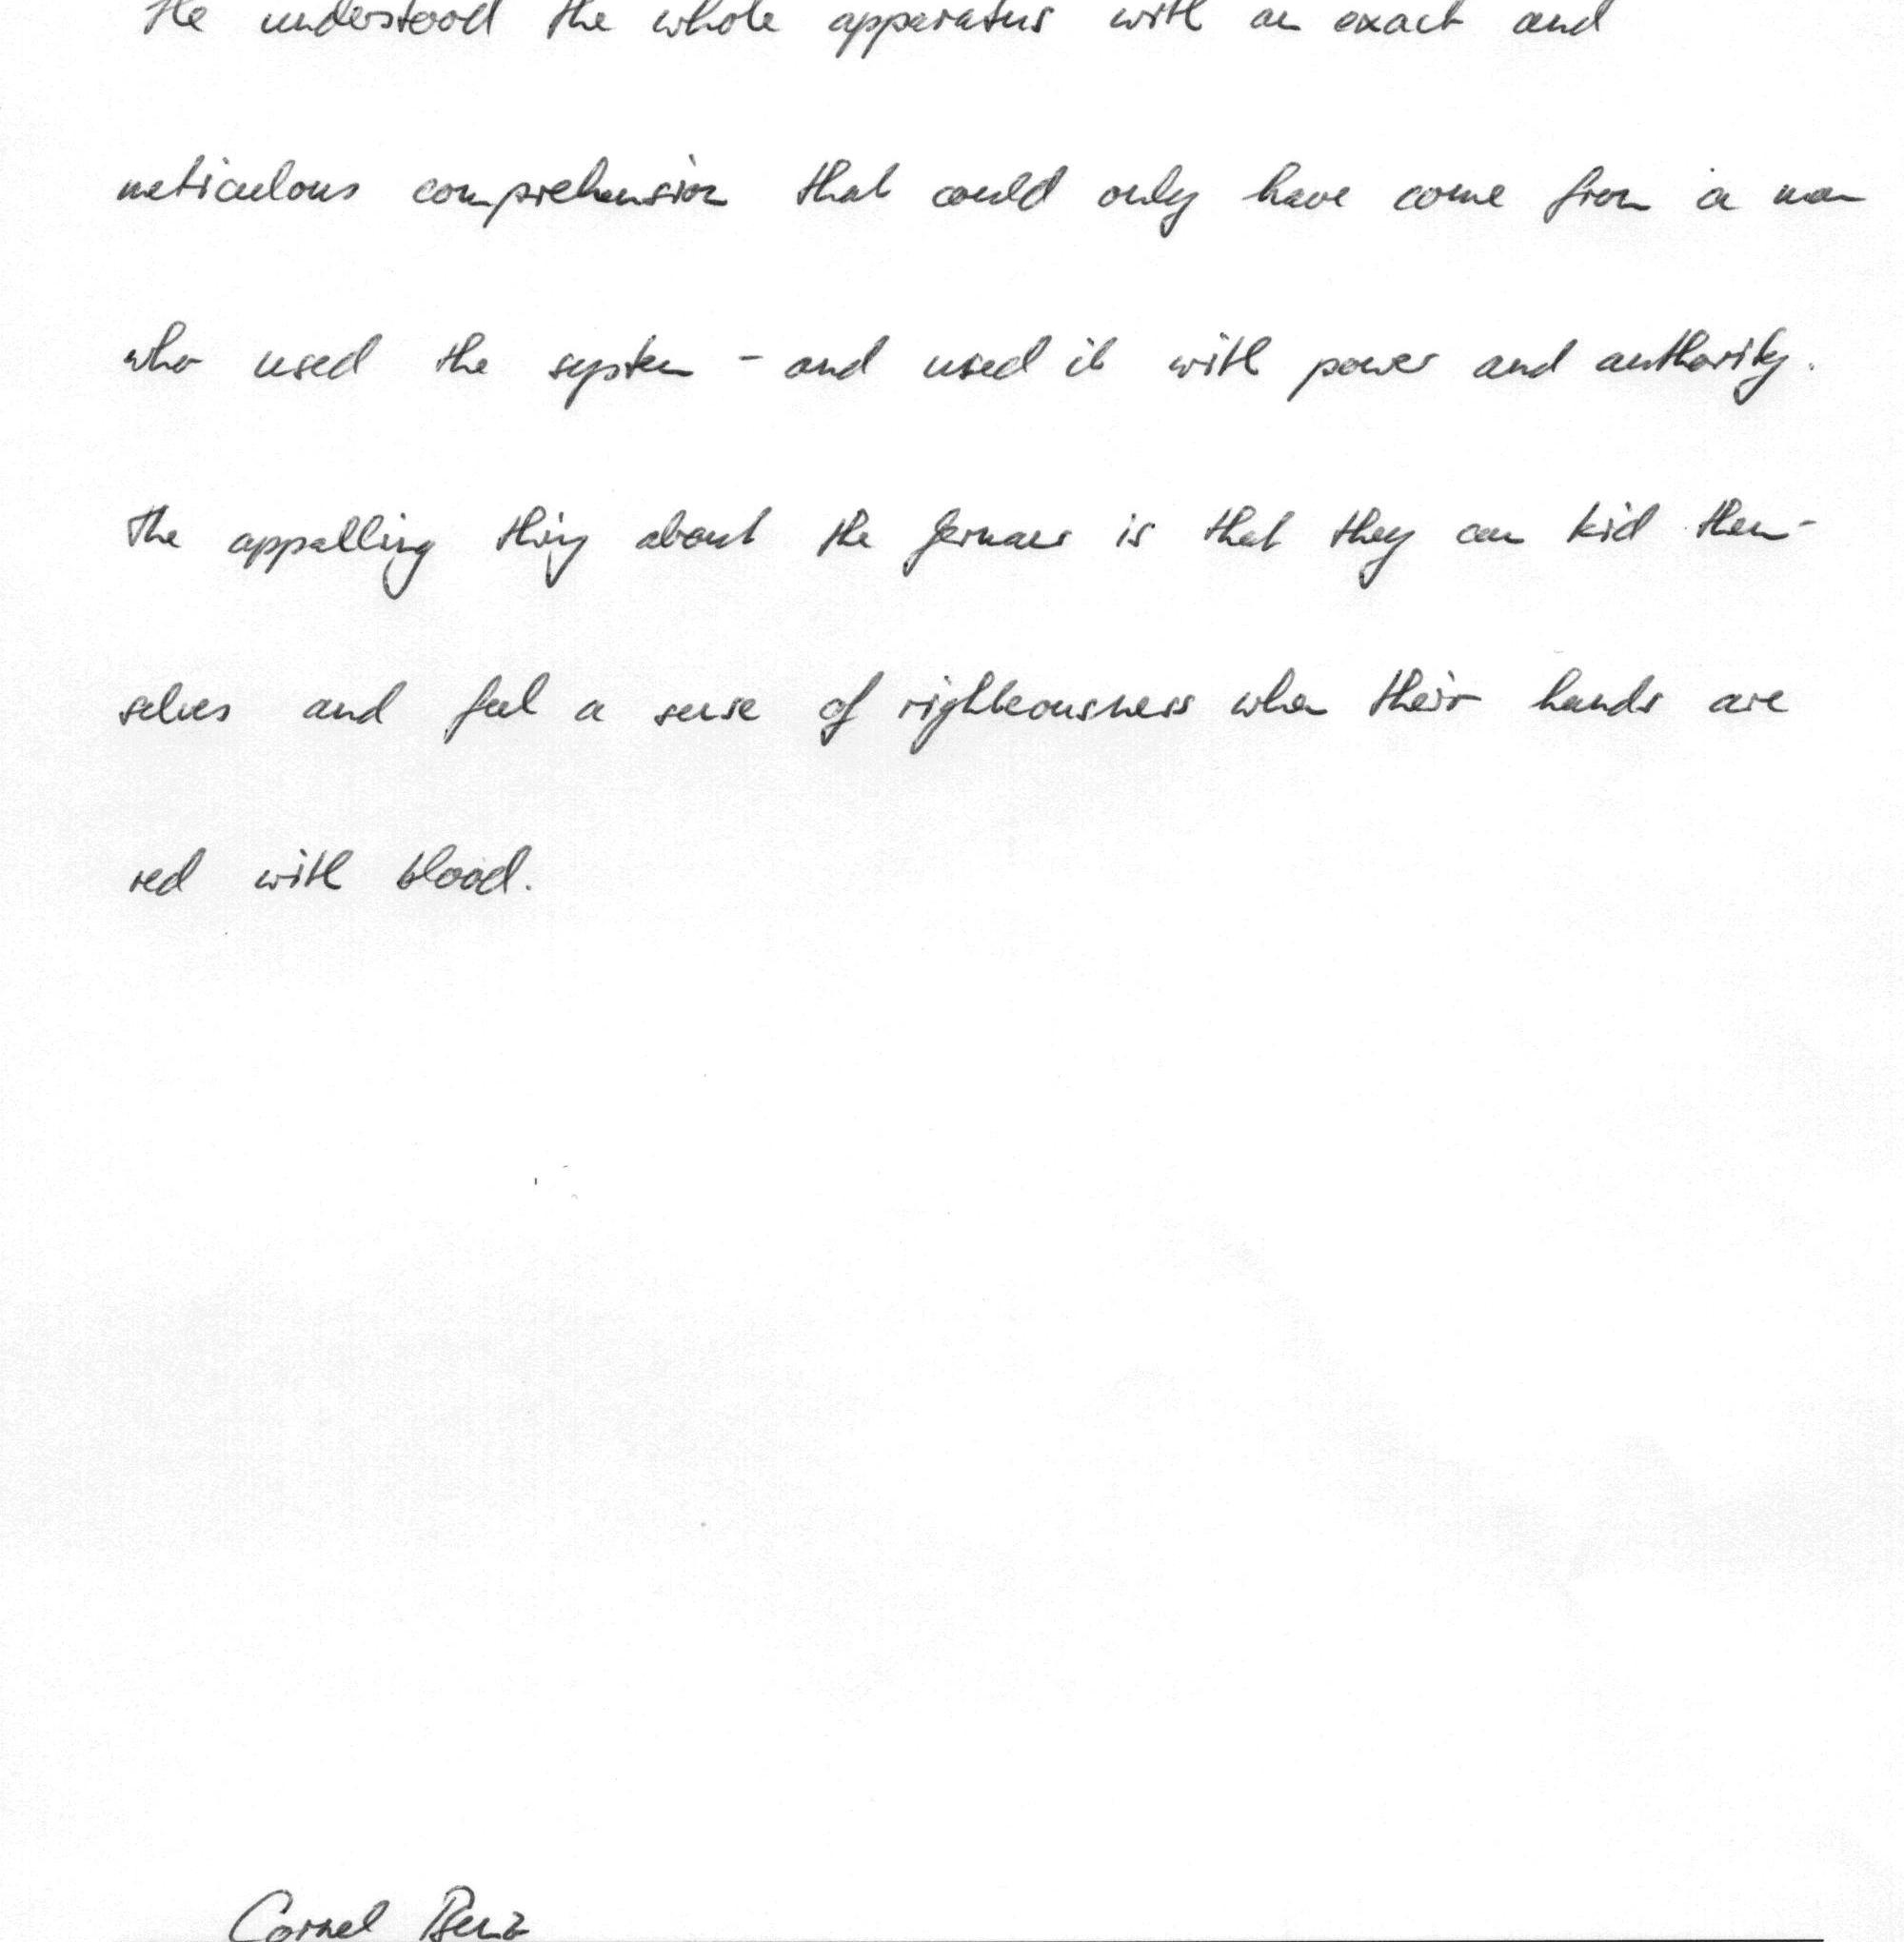 He understood the whole apparatus with an exact and
meticulous comprehension that could only have come from a man
who used the system - and used it with power and authority.
The appalling thing about the Germans is that they can kid them-
selves and feel a sense of righteousness when their hands are
red with blood.
Cornel Benz